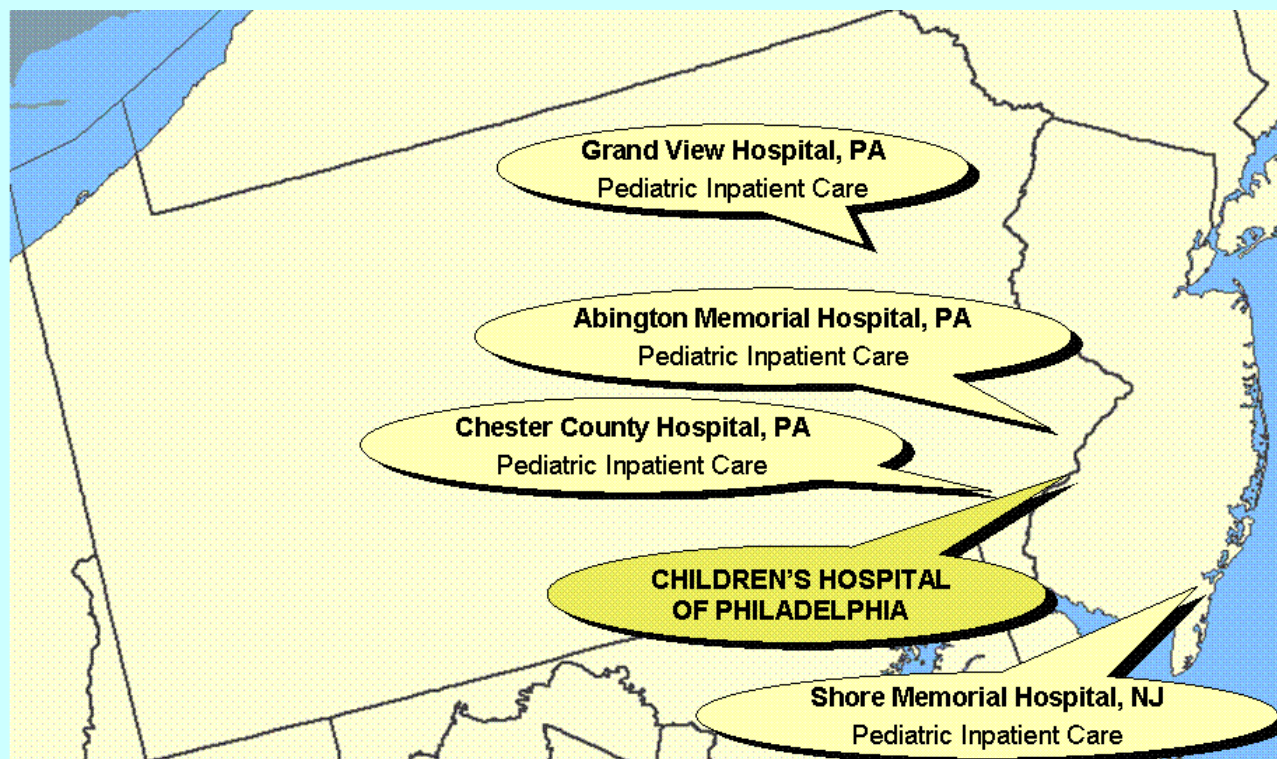 Grand View Hospital, PA
Pediatric Inpatient Care
Abington Memorial Hospital, PA
Pediatric Inpatient Care
Chester County Hospital, PA
Pediatric Inpatient Care
CHILDREN’S HOSPITAL
OF PHILADELPHIA
Shore Memorial Hospital, NJ
Pediatric Inpatient Care